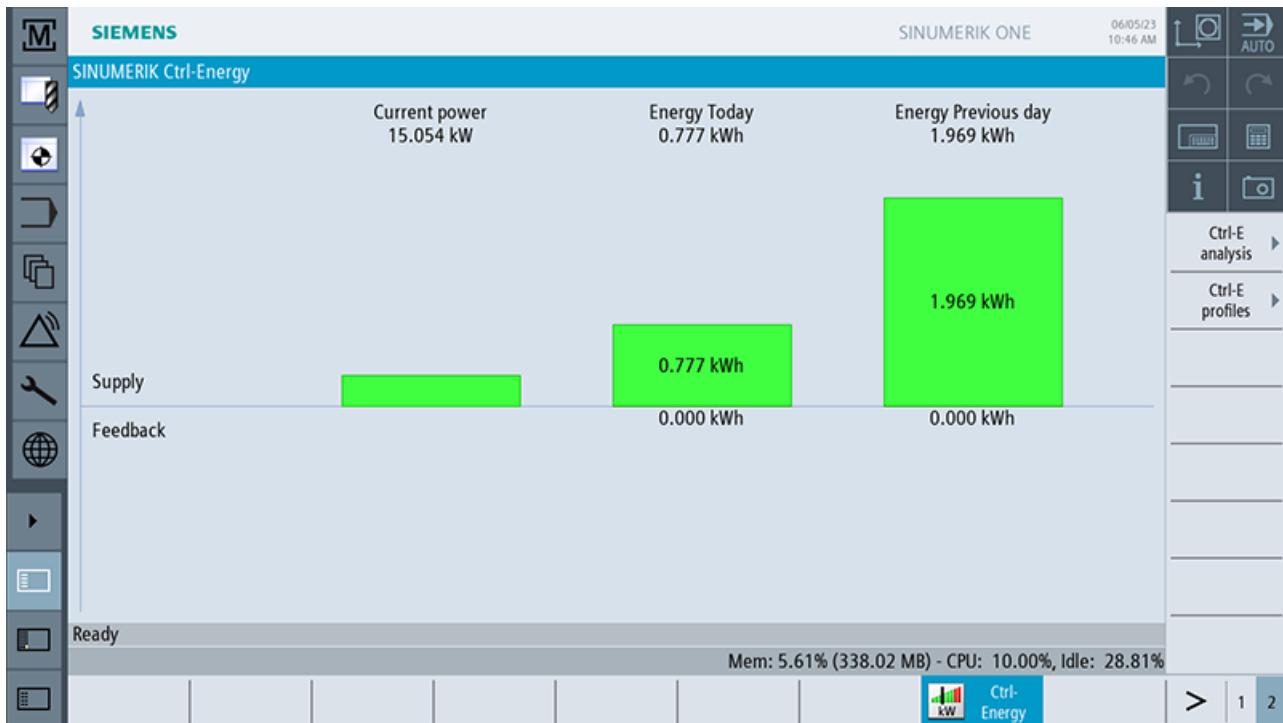 M
SIEMENS
SINUMERIK ONE
06/05/23
10:46 AM
AUTO
SINUMERIK Ctrl-Energy
Current power
15.054 kW
Energy Today
0.777 kWh
Energy Previous day
1.969 kWh
i
Ctrl-E
analysis
Ctrl-E
profiles
1.969 kWh
0.777 kWh
Supply
0.000 kWh
0.000 kWh
Feedback
Ready
Mem: 5.61% (338.02 MB) - CPU: 10.00%, Idle: 28.81%
kW
Ctrl-
Energy
> 1 2